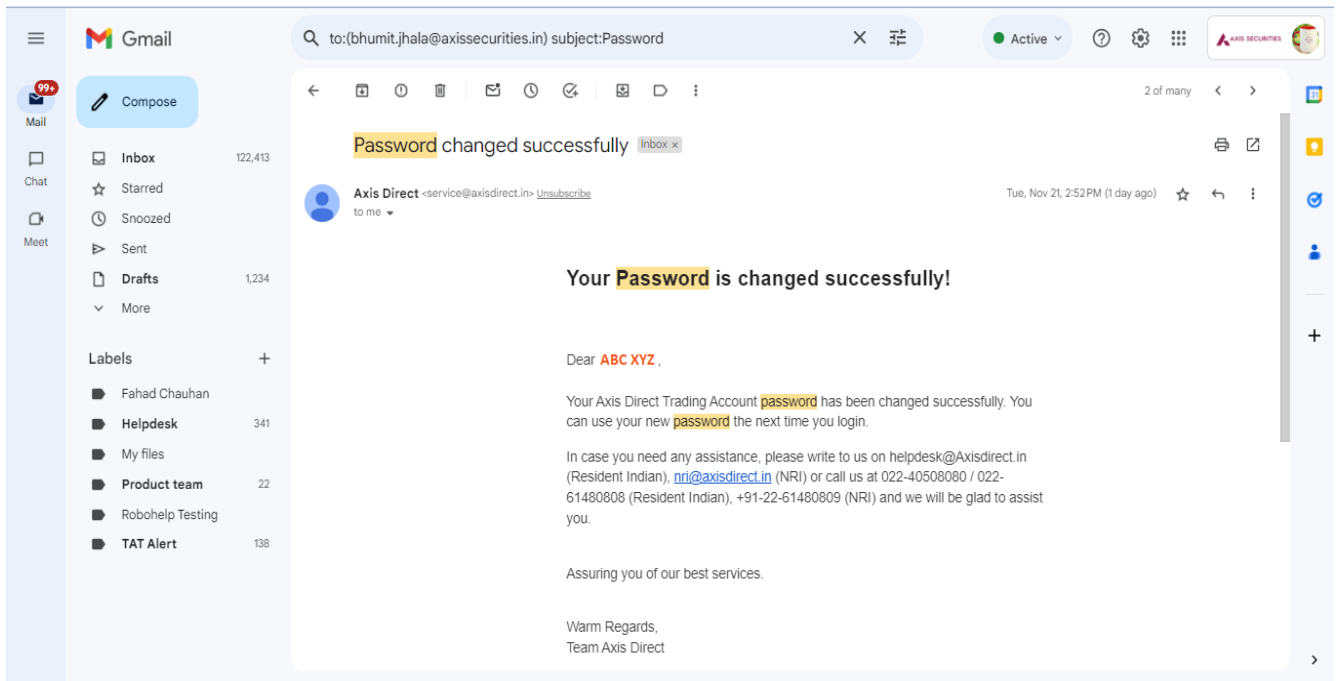 Gmail
to:(bhumit.jhala@axissecurities.in) subject:Password
Active
AXIS SECURITIES
99+
Mail
Chat
Meet
Compose
Inbox 122,413
Starred
Snoozed
Sent
Drafts 1,234
More
Labels
Fahad Chauhan
Helpdesk 341
My files
Product team 22
Robohelp Testing
TAT Alert 138
2 of many
Password changed successfully Inbox x
Axis Direct <service@axisdirect.in> Unsubscribe
to me
Tue, Nov 21, 2:52 PM (1 day ago)
Your Password is changed successfully!
Dear ABC XYZ ,
Your Axis Direct Trading Account password has been changed successfully. You
can use your new password the next time you login.
In case you need any assistance, please write to us on helpdesk@Axisdirect.in
(Resident Indian), nri@axisdirect.in (NRI) or call us at 022-40508080 / 022-
61480808 (Resident Indian), +91-22-61480809 (NRI) and we will be glad to assist
you.
Assuring you of our best services.
Warm Regards,
Team Axis Direct
31